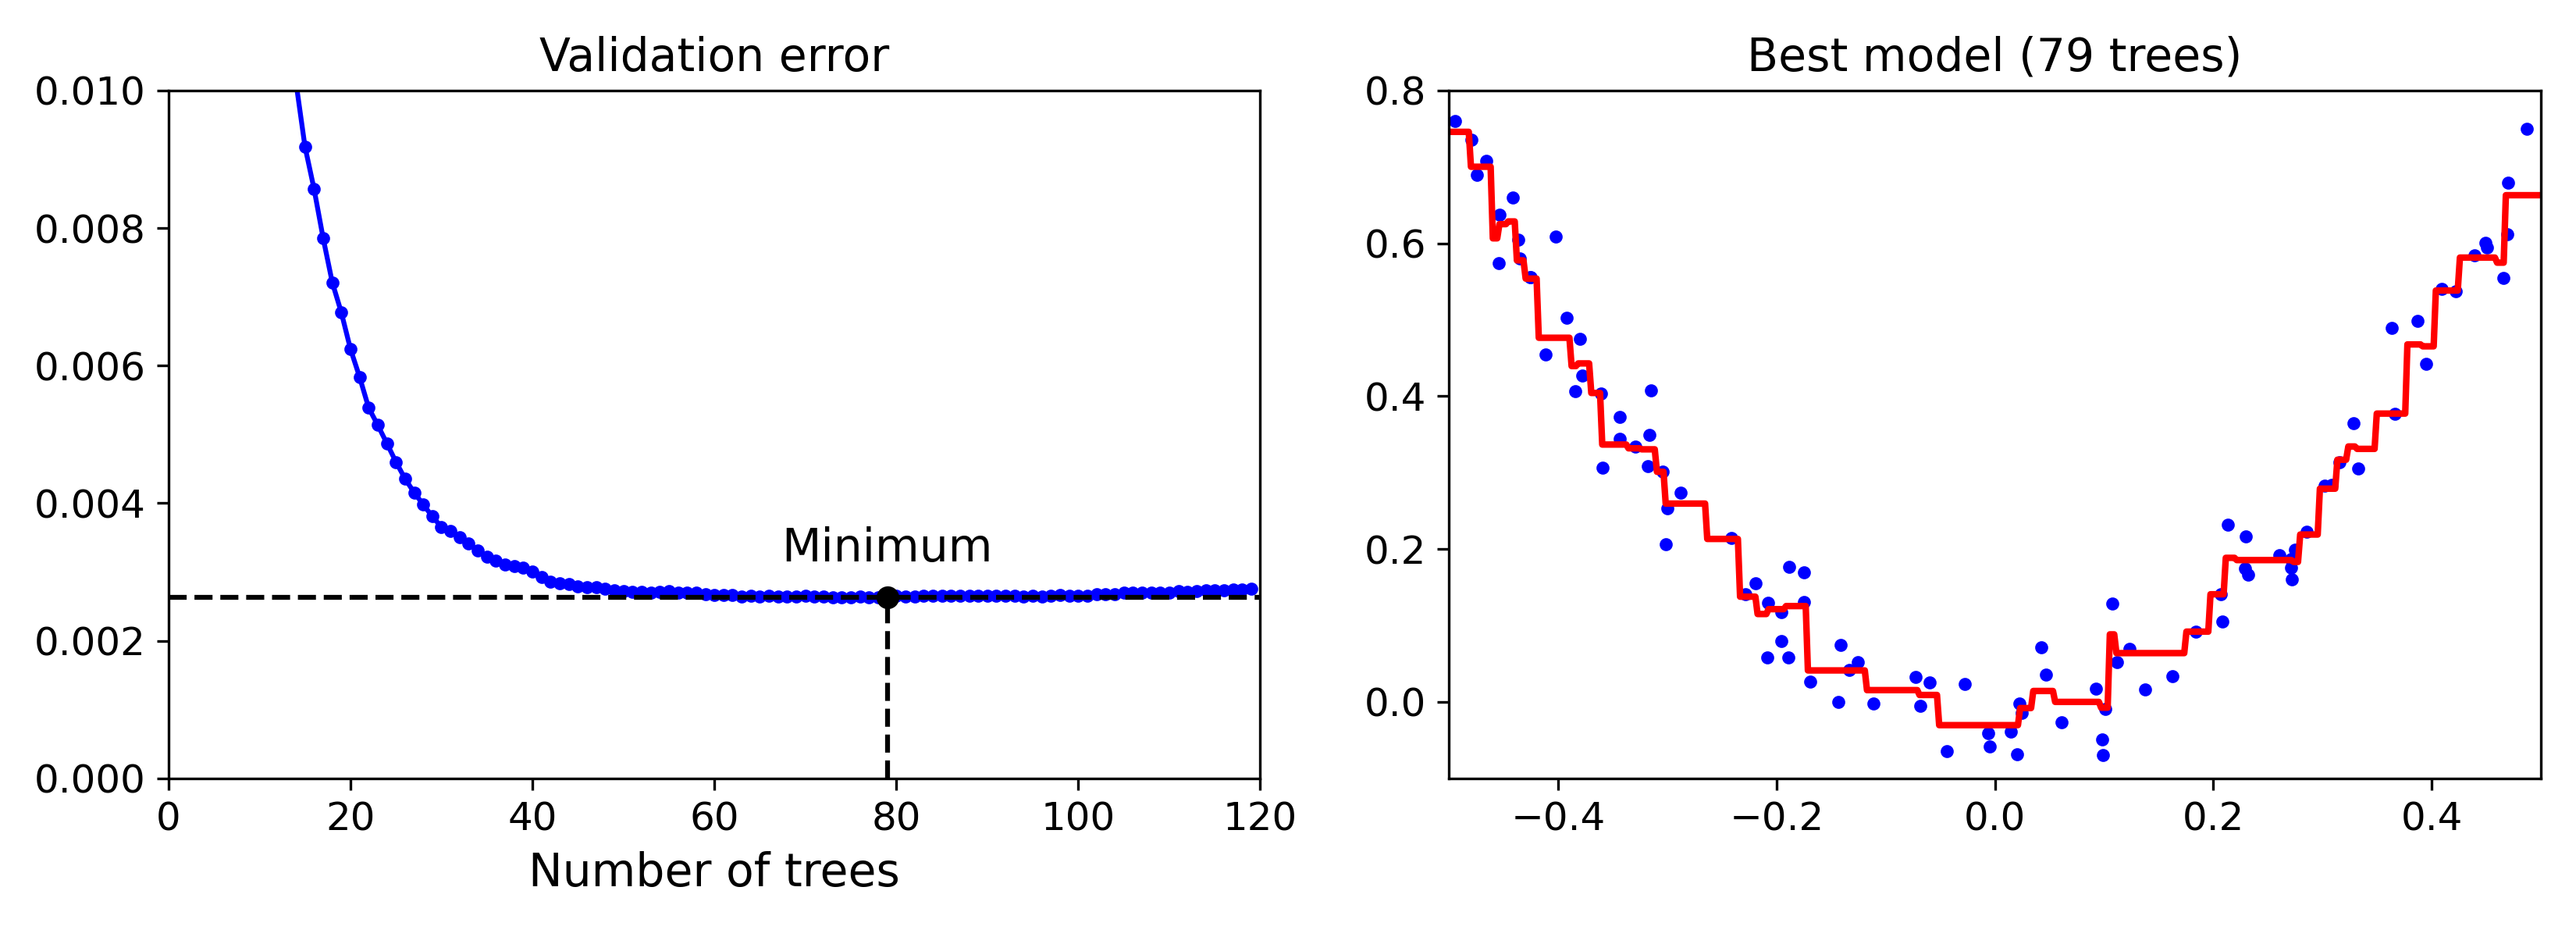 Validation error
0.010
0.008
0.006
0.004
0.002
0.000
Minimum
0 20 40 60 80 100 120
Number of trees
Best model (79 trees)
0.8
0.6
0.4
0.2
0.0
−0.4 −0.2 0.0 0.2 0.4